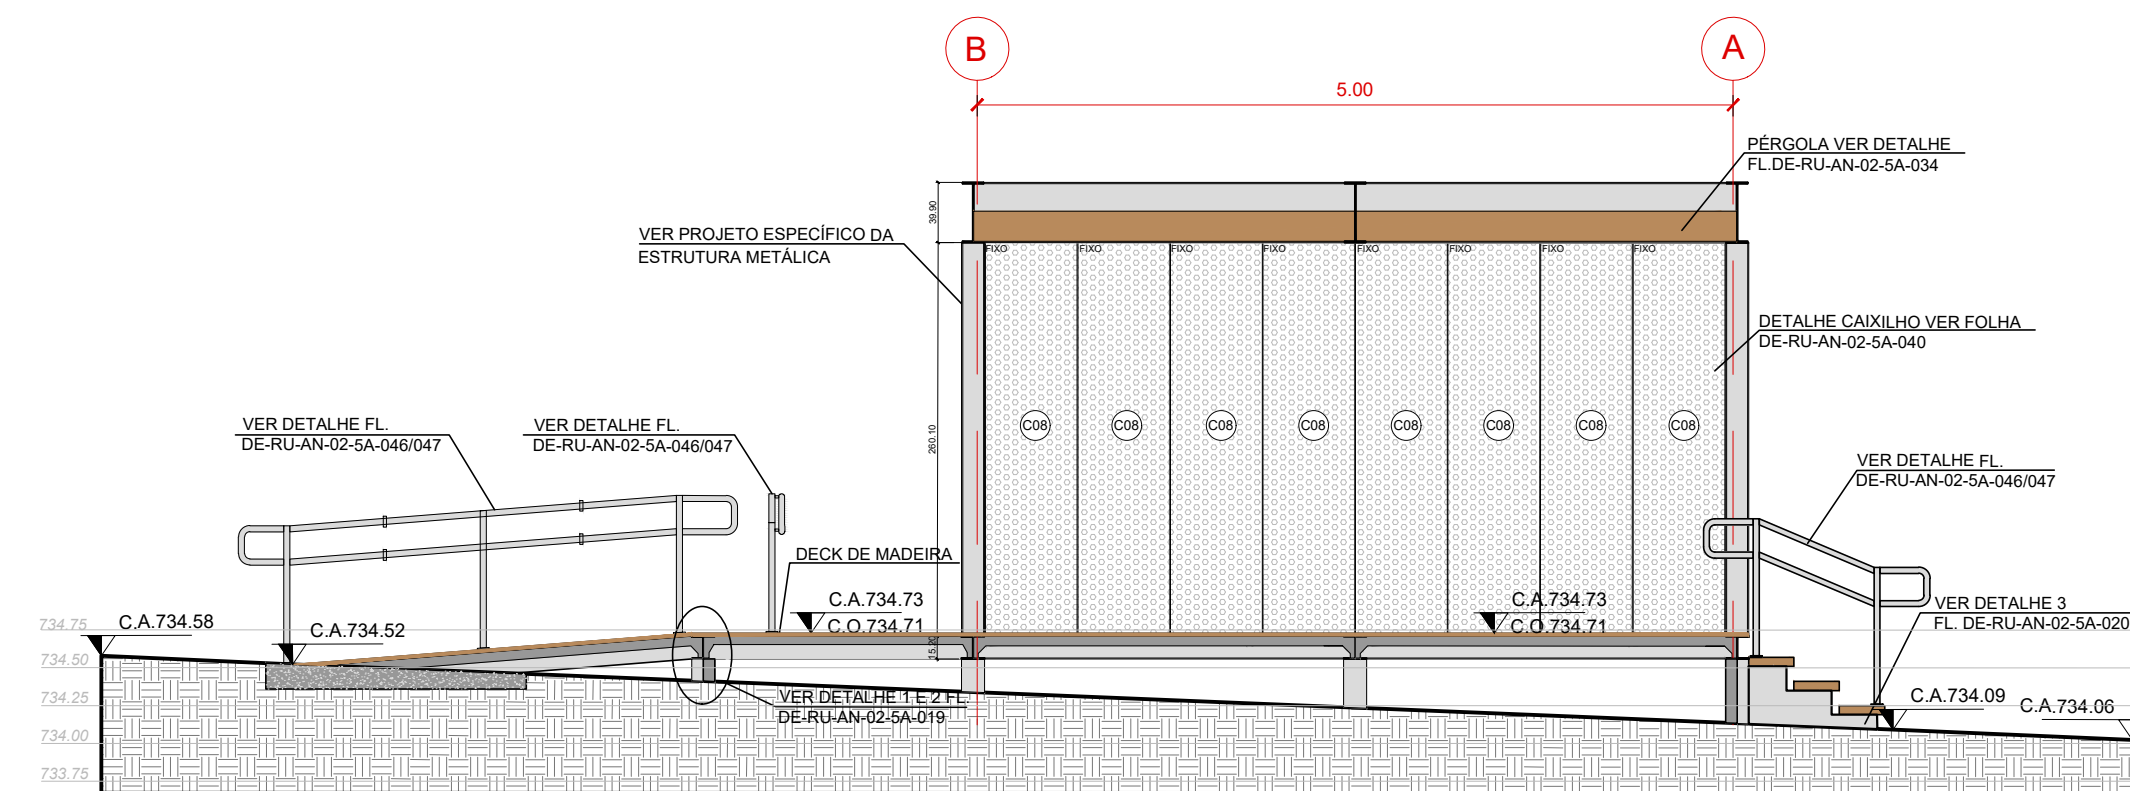 B
A
5.00
PÉRGOLA VER DETALHE
FL.DE-RU-AN-02-5A-034
39.90
VER PROJETO ESPECÍFICO DA
ESTRUTURA METÁLICA
FIXO
FIXO
FIXO
FIXO
FIXO
FIXO
FIXO
FIXO
DETALHE CAIXILHO VER FOLHA
DE-RU-AN-02-5A-040
260.10
C08
C08
C08
C08
C08
C08
C08
C08
VER DETALHE FL.
DE-RU-AN-02-5A-046/047
VER DETALHE FL.
DE-RU-AN-02-5A-046/047
VER DETALHE FL.
DE-RU-AN-02-5A-046/047
DECK DE MADEIRA
C.A.734.73
C.O.734.71
C.A.734.73
C.O.734.71
VER DETALHE 3
FL. DE-RU-AN-02-5A-020
734.75
C.A.734.58
C.A.734.52
15.20
734.50
734.25
VER DETALHE 1 E 2 FL.
DE-RU-AN-02-5A-019
C.A.734.09
C.A.734.06
734.00
733.75